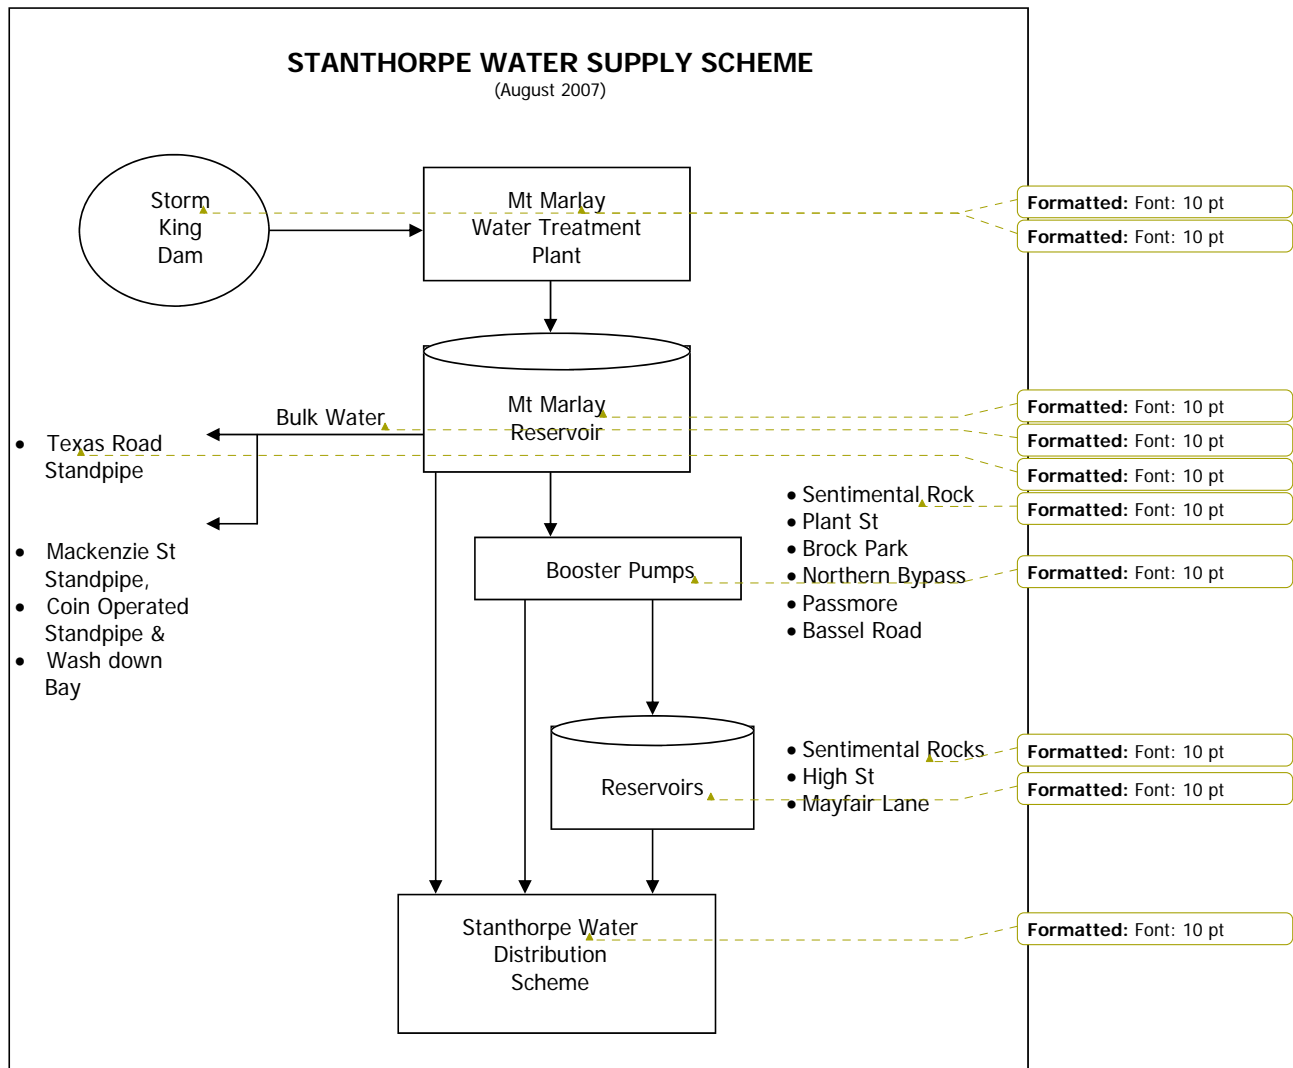 STANTHORPE WATER SUPPLY SCHEME
(August 2007)
Storm
King
Dam
Mt Marlay
Water Treatment
Plant
Formatted: Font: 10 pt
Formatted: Font: 10 pt
Mt Marlay
Reservoir
Bulk Water
• Texas Road
Standpipe
• Mackenzie St
Standpipe,
• Coin Operated
Standpipe &
• Wash down
Bay
Formatted: Font: 10 pt
Formatted: Font: 10 pt
Formatted: Font: 10 pt
Formatted: Font: 10 pt
Booster Pumps
• Sentimental Rock
• Plant St
• Brock Park
• Northern Bypass
• Passmore
• Bassel Road
Formatted: Font: 10 pt
Reservoirs
• Sentimental Rocks
• High St
• Mayfair Lane
Formatted: Font: 10 pt
Formatted: Font: 10 pt
Stanthorpe Water
Distribution
Scheme
Formatted: Font: 10 pt